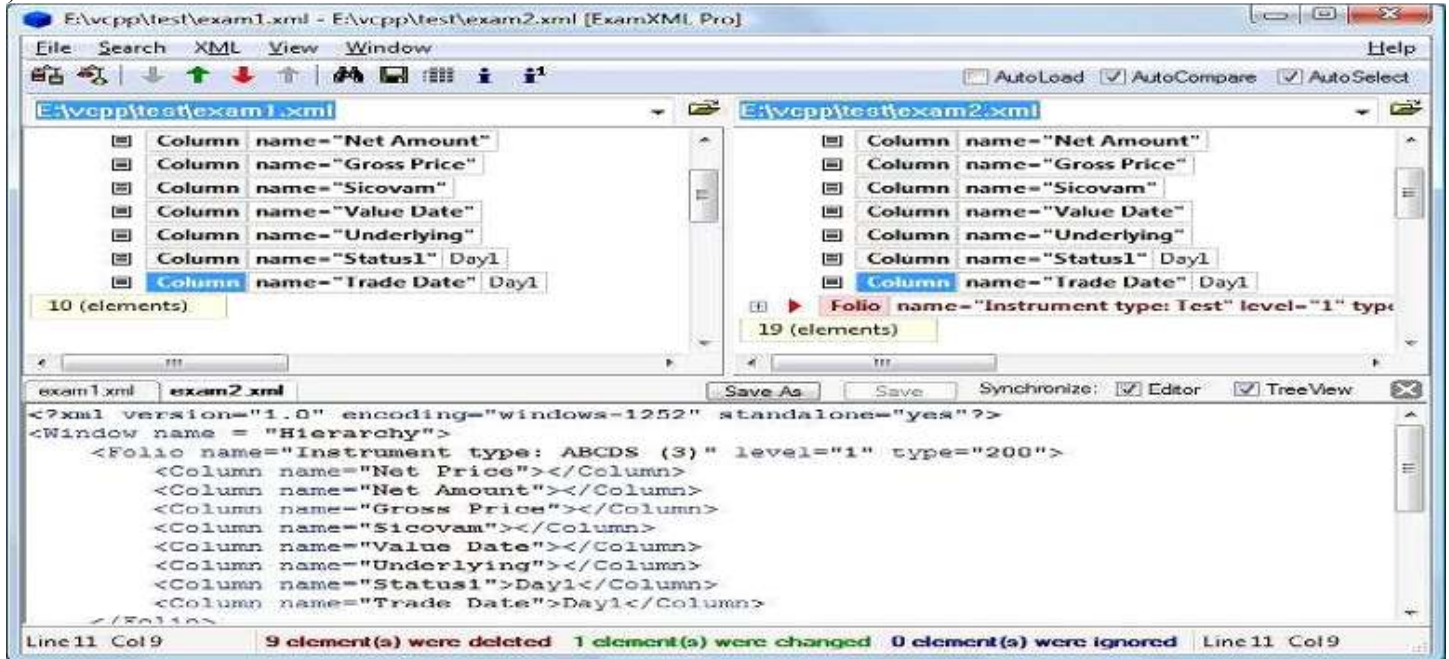 E:\vcpp\test\exam1.xml - E:\vcpp\test\exam2.xml [ExamXML Pro]
File Search XML View Window Help
AutoLoad AutoCompare AutoSelect
E:\vcpp\test\exam1.xml
Column name="Net Amount"
Column name="Gross Price"
Column name="Sicovam"
Column name="Value Date"
Column name="Underlying"
Column name="Status1" Day1
Column name="Trade Date" Day1
10 (elements)
E:\vcpp\test\exam2.xml
Column name="Net Amount"
Column name="Gross Price"
Column name="Sicovam"
Column name="Value Date"
Column name="Underlying"
Column name="Status1" Day1
Column name="Trade Date" Day1
Folio name="Instrument type: Test" level="1" type
19 (elements)
exam1.xml exam2.xml Save As Save Synchronize: Editor TreeView
<?xml version="1.0" encoding="windows-1252" standalone="yes"?>
<Window name = "Hierarchy">
<Folio name="Instrument type: ABCDS (3)" level="1" type="200">
<Column name="Net Price"></Column>
<Column name="Net Amount"></Column>
<Column name="Gross Price"></Column>
<Column name="Sicovam"></Column>
<Column name="Value Date"></Column>
<Column name="Underlying"></Column>
<Column name="Status1">Day1</Column>
<Column name="Trade Date">Day1</Column>
</Folio>
Line 11 Col 9 9 element(s) were deleted 1 element(s) were changed 0 element(s) were ignored Line 11 Col 9